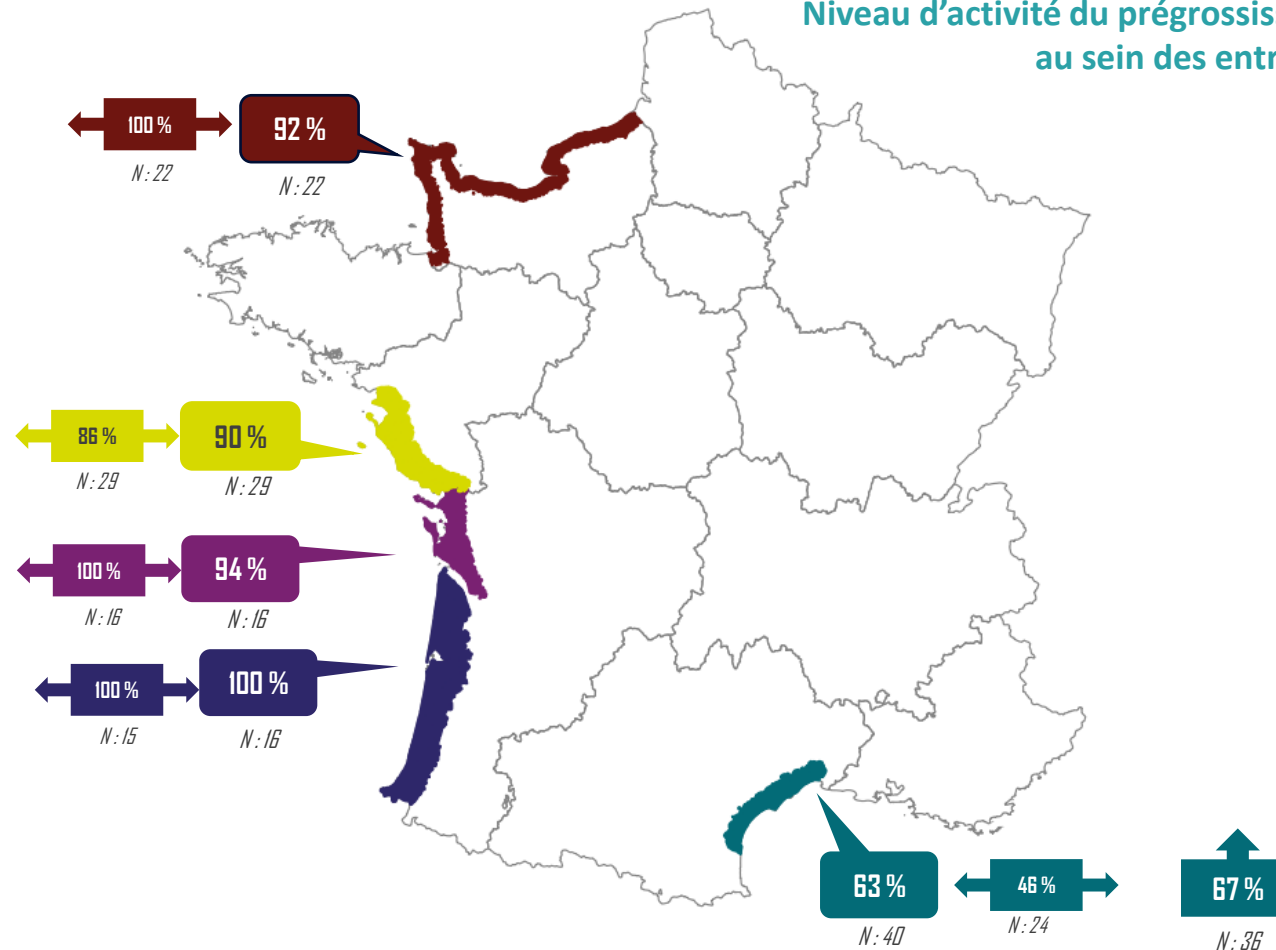 Niveau d'activité du prégrossis
au sein des entr
100 %
92 %
N : 22
N : 22
86 %
90 %
N : 29
N : 29
100 %
94 %
N : 16
N : 16
100 %
100 %
N : 15
N : 16
63 %
46 %
67 %
N : 40
N : 24
N : 36